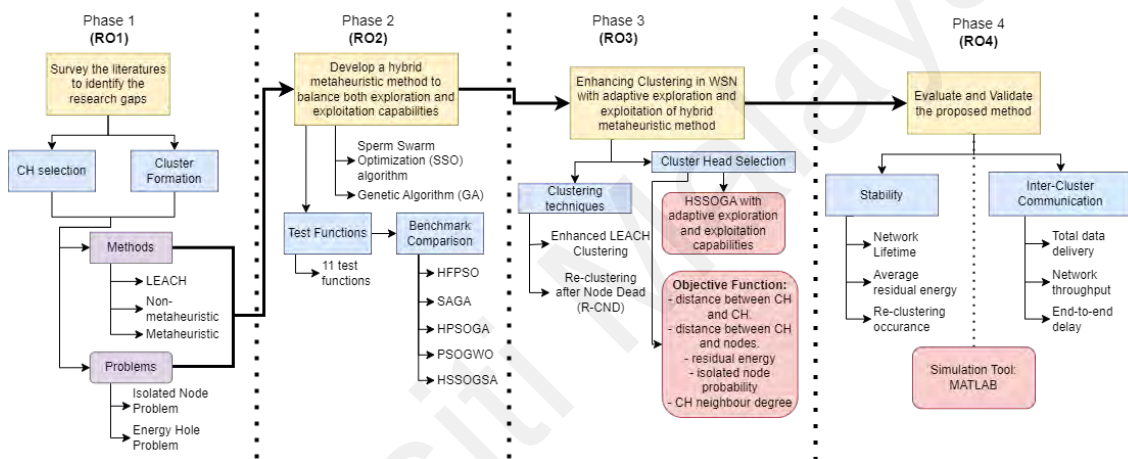 Phase 1
(RO1)
Survey the literatures
to identify the
research gaps
CH selection
Cluster
Formation
Methods
LEACH
Non-
metaheuristic
Metaheuristic
Problems
Isolated Node
Problem
Energy Hole
Problem
Phase 2
(RO2)
Develop a hybrid
metaheuristic method to
balance both exploration and
exploitation capabilities
Sperm Swarm
Optimization (SSO)
algorithm
Genetic Algorithm (GA)
Test Functions
11 test
functions
Benchmark
Comparison
HFPSO
SAGA
HPSOGA
PSOGWO
HSSOGSA
Phase 3
(RO3)
Enhancing Clustering in WSN
with adaptive exploration and
exploitation of hybrid
metaheuristic method
Clustering
techniques
Enhanced LEACH
Clustering
Re-clustering
after Node Dead
(R-CND)
Cluster Head Selection
HSSOGA with
adaptive exploration
and exploitation
capabilities
Objective Function:
- distance between CH
and CH.
- distance between CH
and nodes.
- residual energy
- isolated node
probability
- CH neighbour degree
Phase 4
(RO4)
Evaluate and Validate
the proposed method
Stability
Network
Lifetime
Average
residual energy
Re-clustering
occurance
Inter-Cluster
Communication
Total data
delivery
Network
throughput
End-to-end
delay
Simulation Tool:
MATLAB
siti Malay